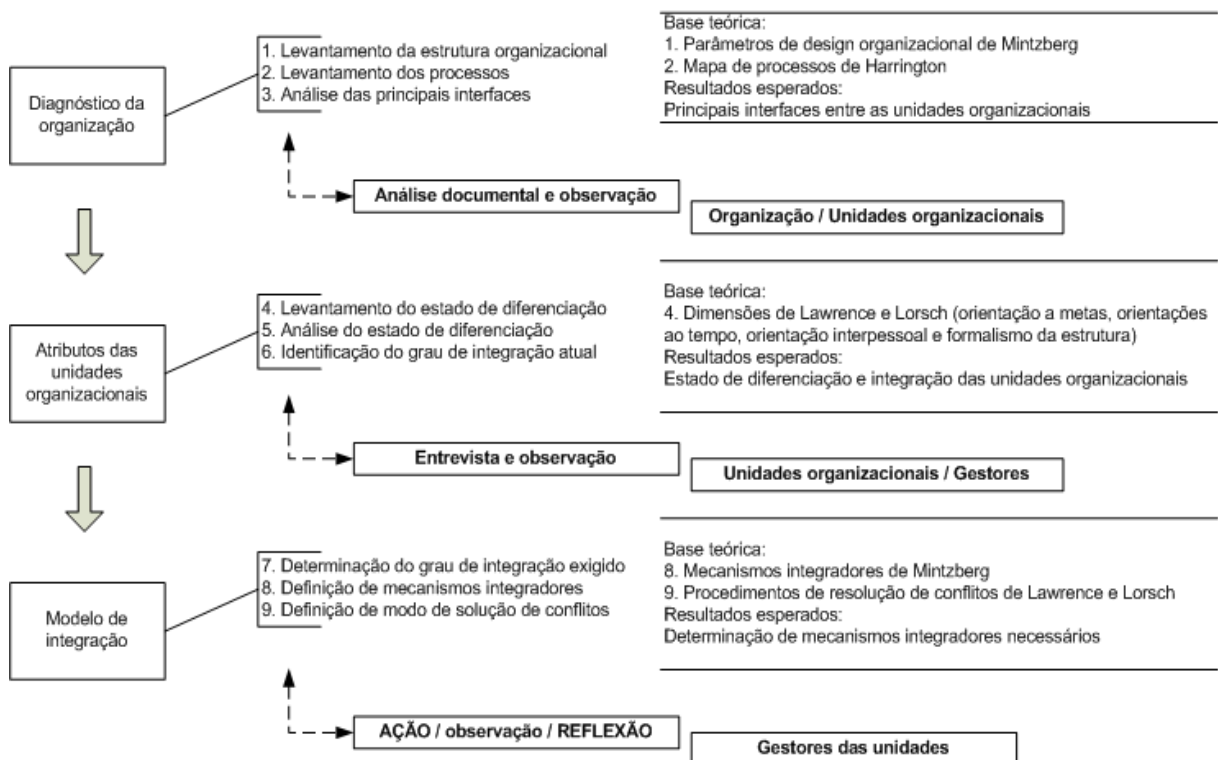 Diagnóstico da
organização
1. Levantamento da estrutura organizacional
2. Levantamento dos processos
3. Análise das principais interfaces
Base teórica:
1. Parâmetros de design organizacional de Mintzberg
2. Mapa de processos de Harrington
Resultados esperados:
Principais interfaces entre as unidades organizacionais
Análise documental e observação
Organização / Unidades organizacionais
Atributos das
unidades
organizacionais
4. Levantamento do estado de diferenciação
5. Análise do estado de diferenciação
6. Identificação do grau de integração atual
Base teórica:
4. Dimensões de Lawrence e Lorsch (orientação a metas, orientações
ao tempo, orientação interpessoal e formalismo da estrutura)
Resultados esperados:
Estado de diferenciação e integração das unidades organizacionais
Entrevista e observação
Unidades organizacionais / Gestores
Modelo de
integração
7. Determinação do grau de integração exigido
8. Definição de mecanismos integradores
9. Definição de modo de solução de conflitos
Base teórica:
8. Mecanismos integradores de Mintzberg
9. Procedimentos de resolução de conflitos de Lawrence e Lorsch
Resultados esperados:
Determinação de mecanismos integradores necessários
AÇÃO / observação / REFLEXÃO
Gestores das unidades